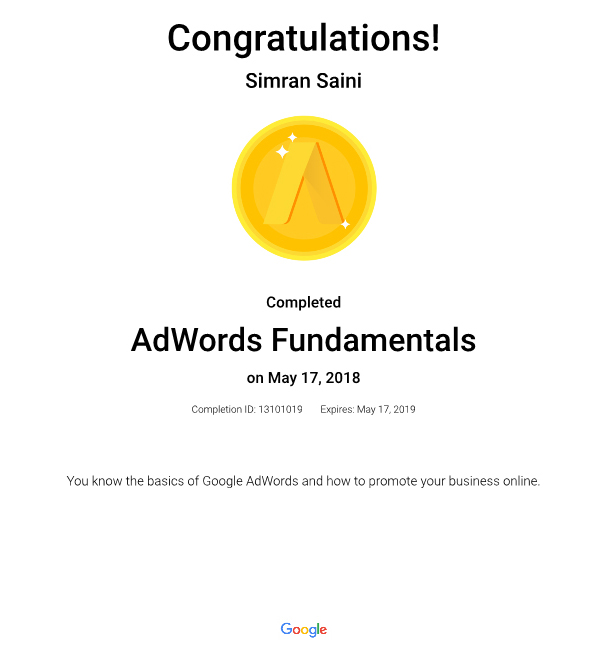 Congratulations!
Simran Saini
Completed
AdWords Fundamentals
on May 17, 2018
Completion ID: 13101019 Expires: May 17, 2019
You know the basics of Google AdWords and how to promote your business online.
Google